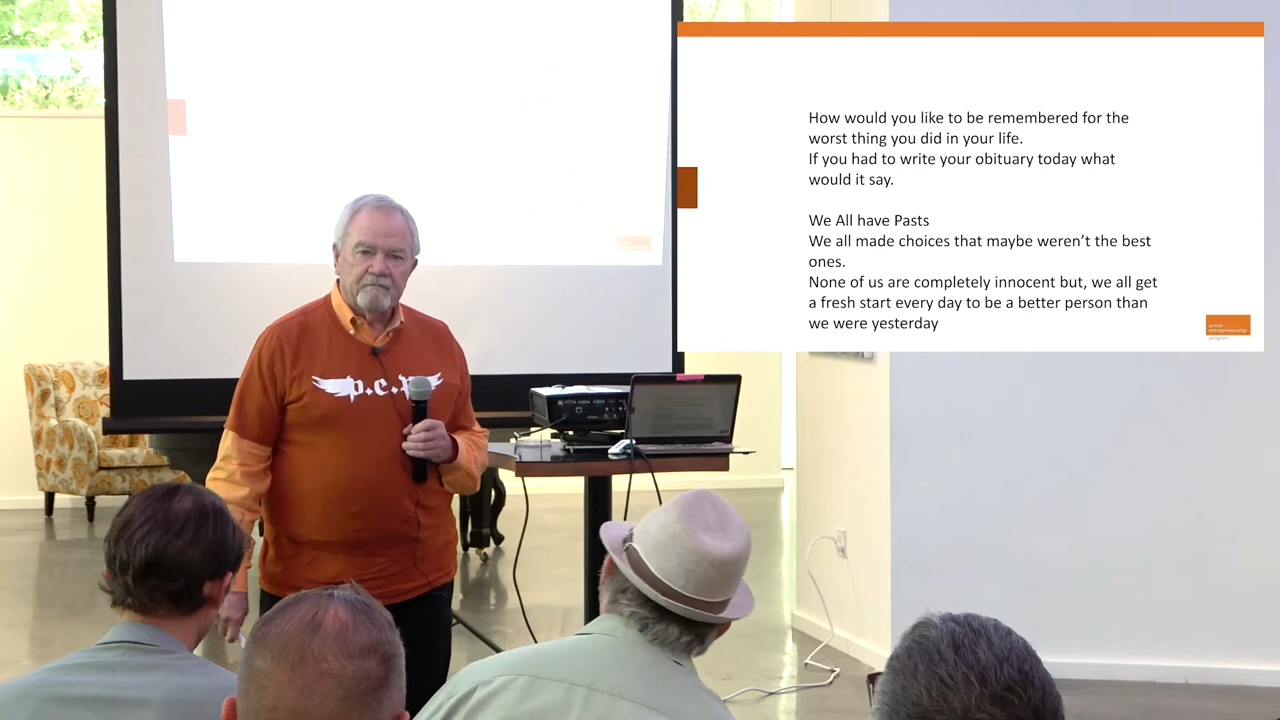 How would you like to be remembered for the
worst thing you did in your life.
If you had to write your obituary today what
would it say.
We All have Pasts
We all made choices that maybe weren't the best
ones.
None of us are completely innocent but, we all get
a fresh start every day to be a better person than
we were yesterday
prison
entrepreneurship
program
p.e.p